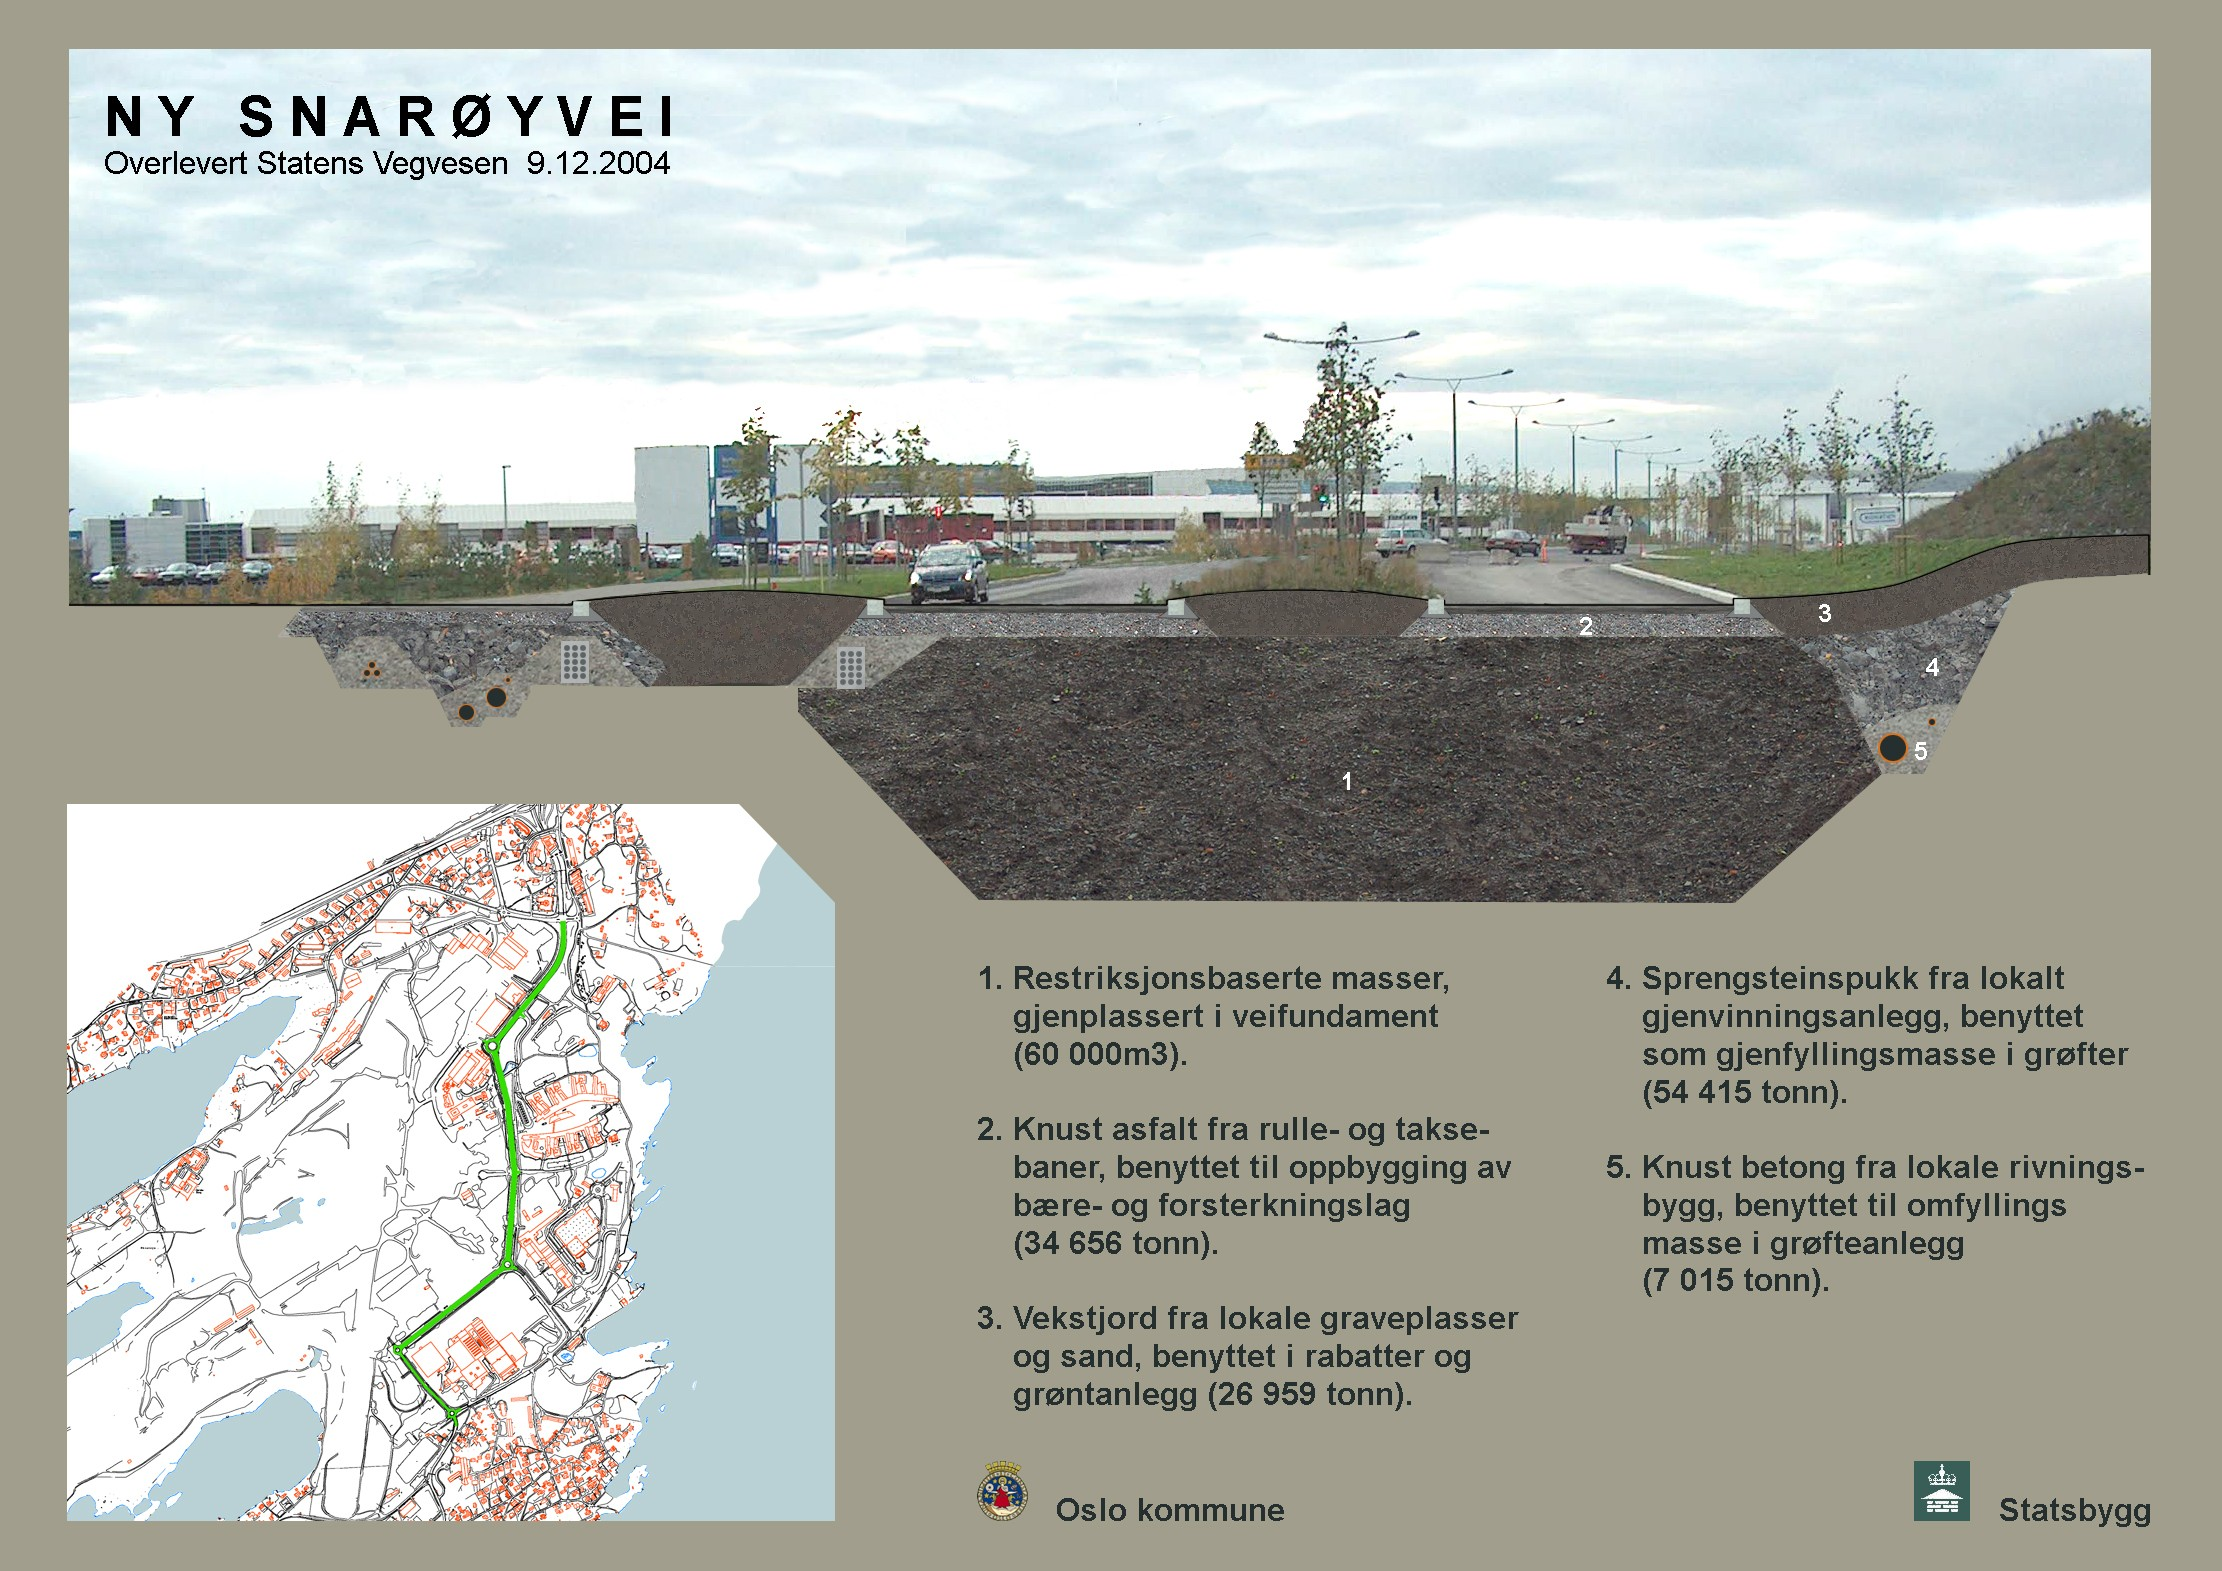 NY SNARØYVEI
Overlevert Statens Vegvesen 9.12.2004
2
3
4
5
1
1. Restriksjonsbaserte masser,
gjenplassert i veifundament
(60 000m3).
2. Knust asfalt fra rulle- og takse-
baner, benyttet til oppbygging av
bære- og forsterkningslag
(34 656 tonn).
3. Vekstjord fra lokale graveplasser
og sand, benyttet i rabatter og
grøntanlegg (26 959 tonn).
4. Sprengsteinspukk fra lokalt
gjenvinningsanlegg, benyttet
som gjenfyllingsmasse i grøfter
(54 415 tonn).
5. Knust betong fra lokale rivnings-
bygg, benyttet til omfyllings
masse i grøfteanlegg
(7 015 tonn).
Oslo kommune
Statsbygg